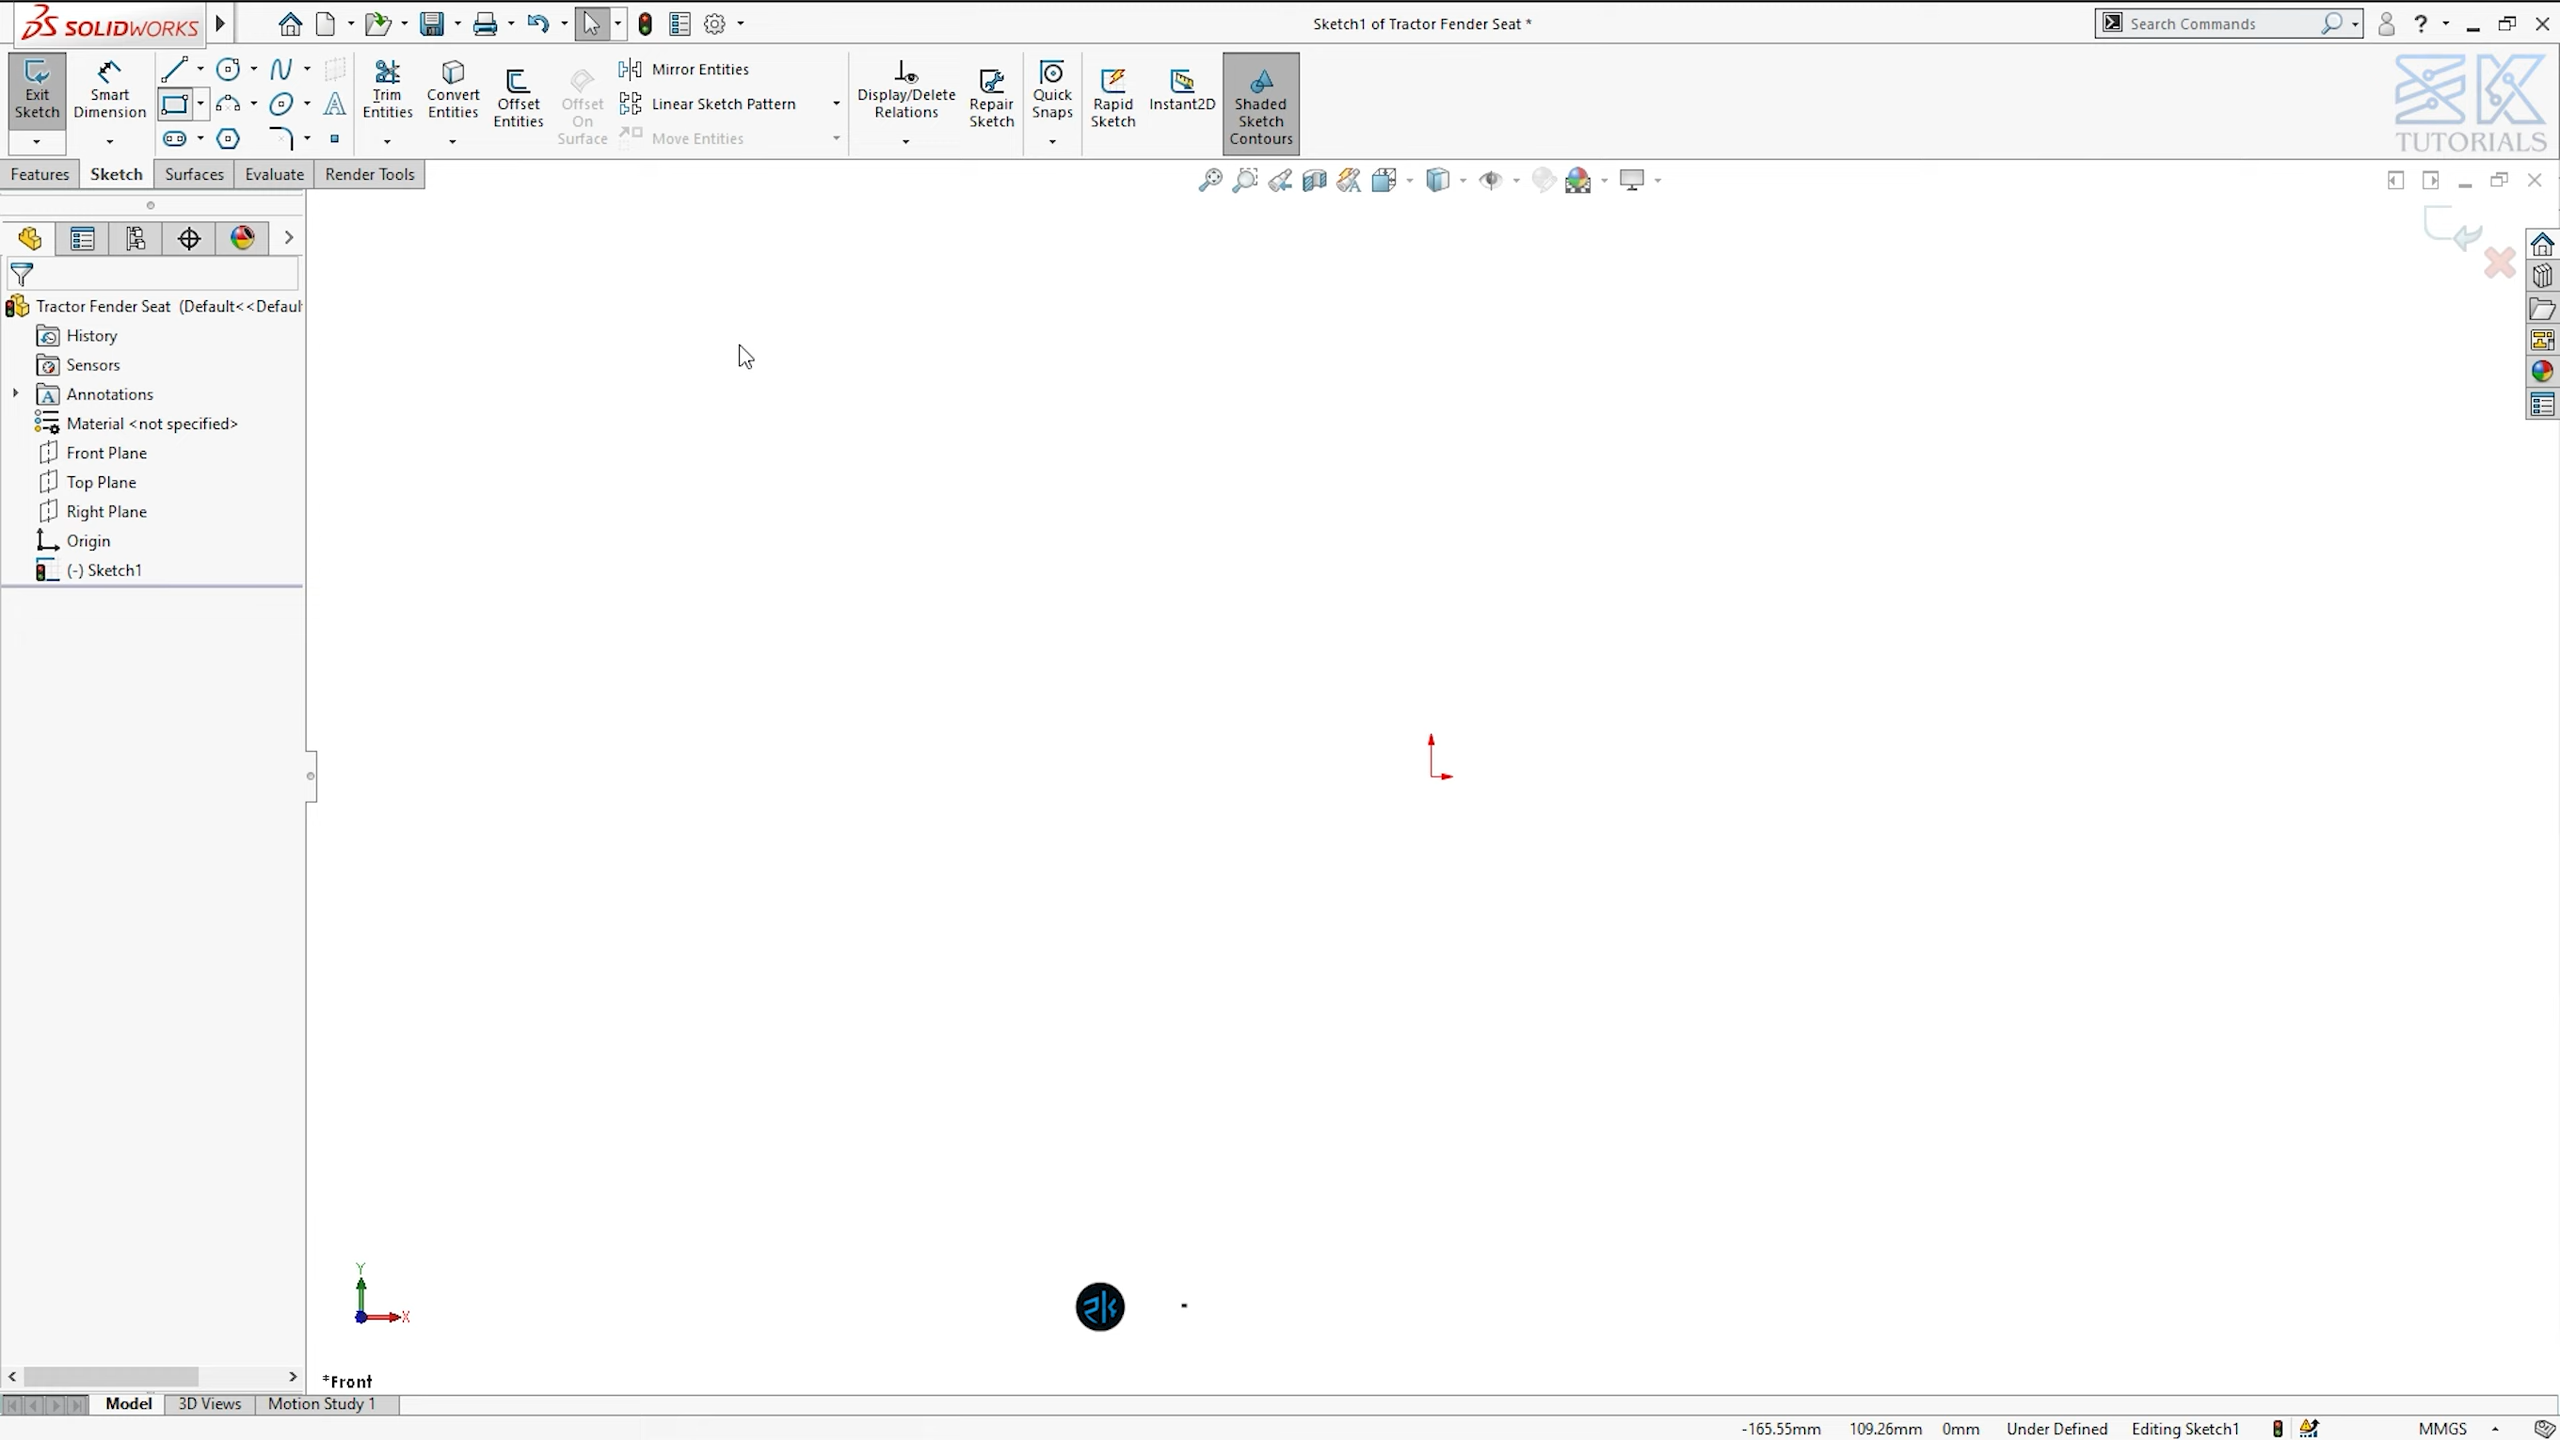 SOLIDWORKS
Sketch1 of Tractor Fender Seat *
Search Commands
?
Exit Sketch
Smart Dimension
Trim Entities
Convert Entities
Offset Entities
Offset On Surface
Mirror Entities
Linear Sketch Pattern
Move Entities
Display/Delete Relations
Repair Sketch
Quick Snaps
Rapid Sketch
Instant2D
Shaded Sketch Contours
ZK
TUTORIALS
Features
Sketch
Surfaces
Evaluate
Render Tools
Tractor Fender Seat (Default<<Defaul
History
Sensors
Annotations
Material <not specified>
Front Plane
Top Plane
Right Plane
Origin
(-) Sketch1
Y
X
zk
*Front
Model
3D Views
Motion Study 1
-165.55mm
109.26mm
0mm
Under Defined
Editing Sketch1
MMGS